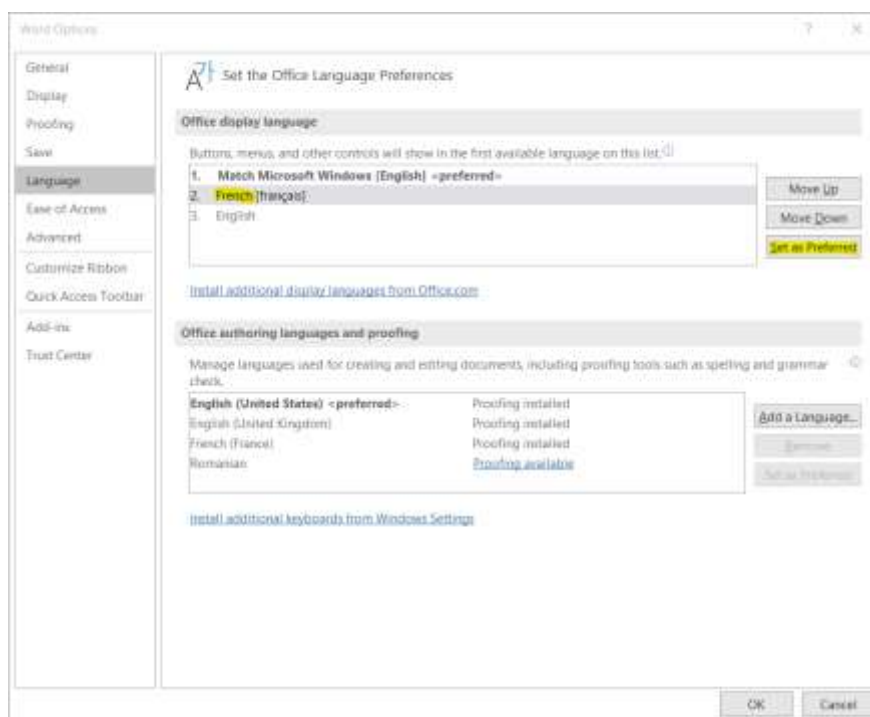 Word Options
General
Display
Proofing
Save
Language
Ease of Access
Advanced
Customize Ribbon
Quick Access Toolbar
Add-ins
Trust Center
Set the Office Language Preferences
Office display language
Buttons, menus, and other controls will show in the first available language on this list.
1. Match Microsoft Windows [English] <preferred>
2. French [français]
3. English
Move Up
Move Down
Set as Preferred
Install additional display languages from Office.com
Office authoring languages and proofing
Manage languages used for creating and editing documents, including proofing tools such as spelling and grammar
check.
English (United States) <preferred> Proofing installed
English (United Kingdom) Proofing installed
French (France) Proofing installed
Romanian Proofing available
Add a Language...
Remove
Set as Preferred
Install additional keyboards from Windows Settings
OK Cancel